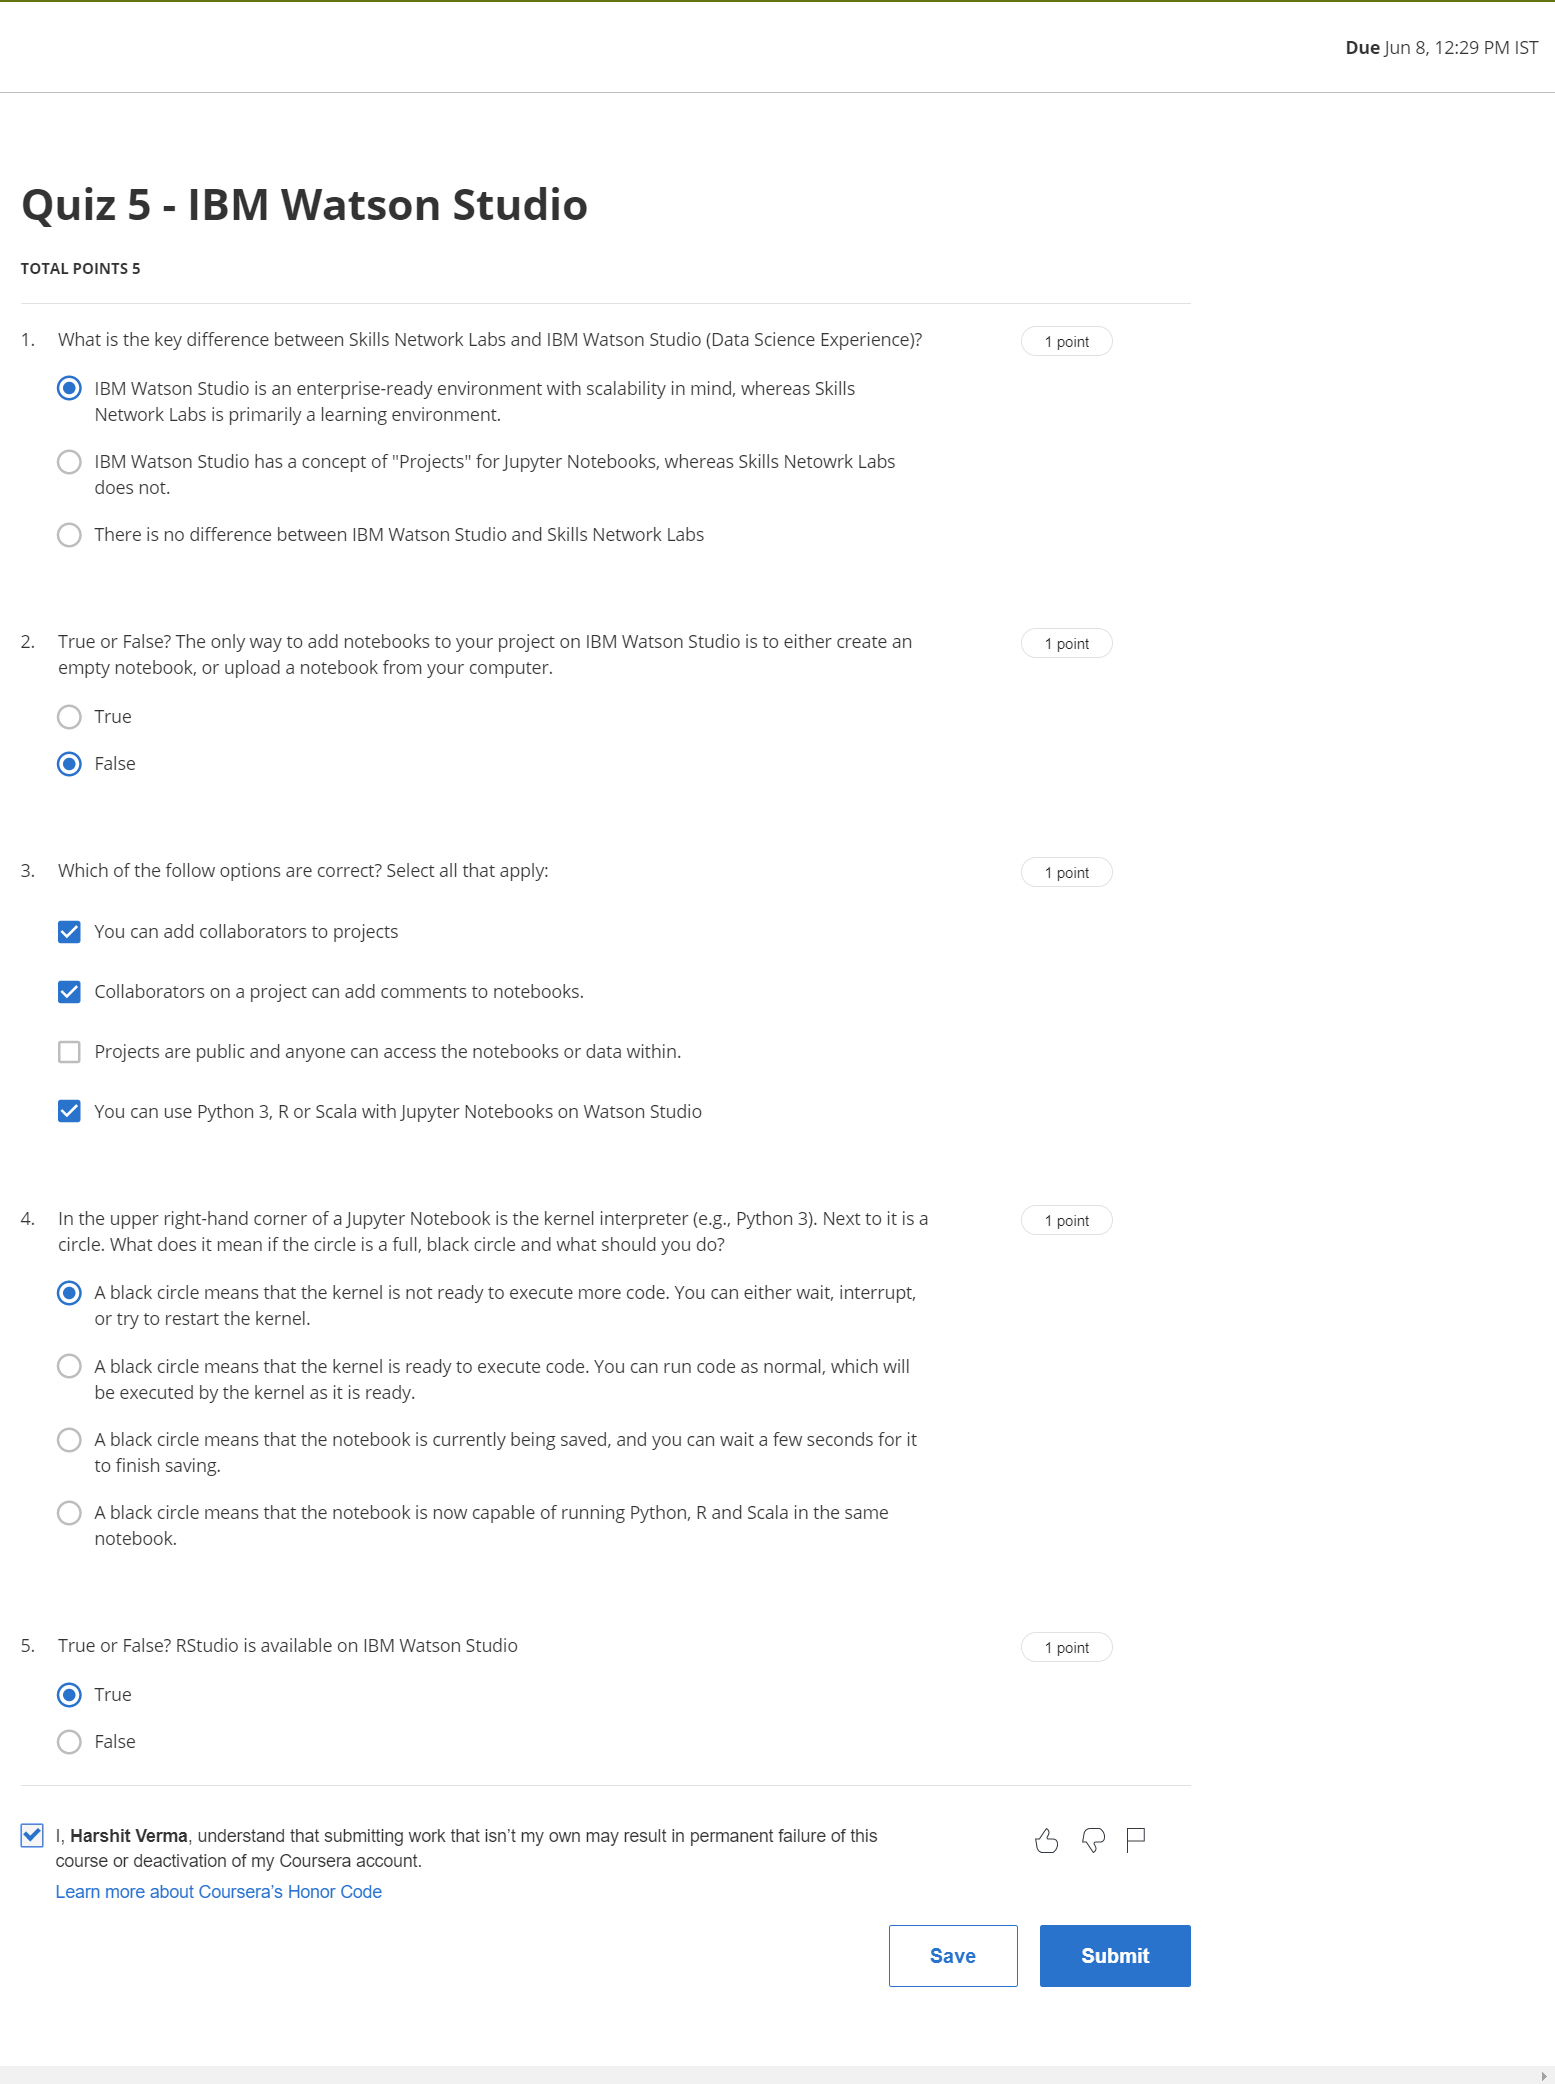 Due Jun 8, 12:29 PM IST
Quiz 5 - IBM Watson Studio
TOTAL POINTS 5
1. What is the key difference between Skills Network Labs and IBM Watson Studio (Data Science Experience)? 1 point
IBM Watson Studio is an enterprise-ready environment with scalability in mind, whereas Skills
Network Labs is primarily a learning environment.
IBM Watson Studio has a concept of "Projects" for Jupyter Notebooks, whereas Skills Netowrk Labs
does not.
There is no difference between IBM Watson Studio and Skills Network Labs
2. True or False? The only way to add notebooks to your project on IBM Watson Studio is to either create an 1 point
empty notebook, or upload a notebook from your computer.
True
False
3. Which of the follow options are correct? Select all that apply: 1 point
You can add collaborators to projects
Collaborators on a project can add comments to notebooks.
Projects are public and anyone can access the notebooks or data within.
You can use Python 3, R or Scala with Jupyter Notebooks on Watson Studio
4. In the upper right-hand corner of a Jupyter Notebook is the kernel interpreter (e.g., Python 3). Next to it is a 1 point
circle. What does it mean if the circle is a full, black circle and what should you do?
A black circle means that the kernel is not ready to execute more code. You can either wait, interrupt,
or try to restart the kernel.
A black circle means that the kernel is ready to execute code. You can run code as normal, which will
be executed by the kernel as it is ready.
A black circle means that the notebook is currently being saved, and you can wait a few seconds for it
to finish saving.
A black circle means that the notebook is now capable of running Python, R and Scala in the same
notebook.
5. True or False? RStudio is available on IBM Watson Studio 1 point
True
False
I, Harshit Verma, understand that submitting work that isn't my own may result in permanent failure of this
course or deactivation of my Coursera account.
Learn more about Coursera's Honor Code
Save Submit